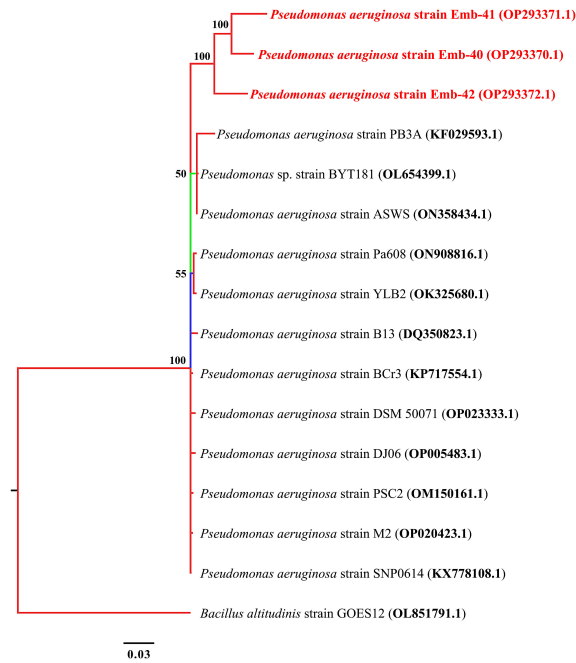 Pseudomonas aeruginosa strain Emb-41 (OP293371.1)
100
Pseudomonas aeruginosa strain Emb-40 (OP293370.1)
100
Pseudomonas aeruginosa strain Emb-42 (OP293372.1)
Pseudomonas aeruginosa strain PB3A (KF029593.1)
50
Pseudomonas sp. strain BYT181 (OL654399.1)
Pseudomonas aeruginosa strain ASWS (ON358434.1)
Pseudomonas aeruginosa strain Pa608 (ON908816.1)
55
Pseudomonas aeruginosa strain YLB2 (OK325680.1)
Pseudomonas aeruginosa strain B13 (DQ350823.1)
100
Pseudomonas aeruginosa strain BCr3 (KP717554.1)
Pseudomonas aeruginosa strain DSM 50071 (OP023333.1)
Pseudomonas aeruginosa strain DJ06 (OP005483.1)
Pseudomonas aeruginosa strain PSC2 (OM150161.1)
Pseudomonas aeruginosa strain M2 (OP020423.1)
Pseudomonas aeruginosa strain SNP0614 (KX778108.1)
Bacillus altitudinis strain GOES12 (OL851791.1)
0.03